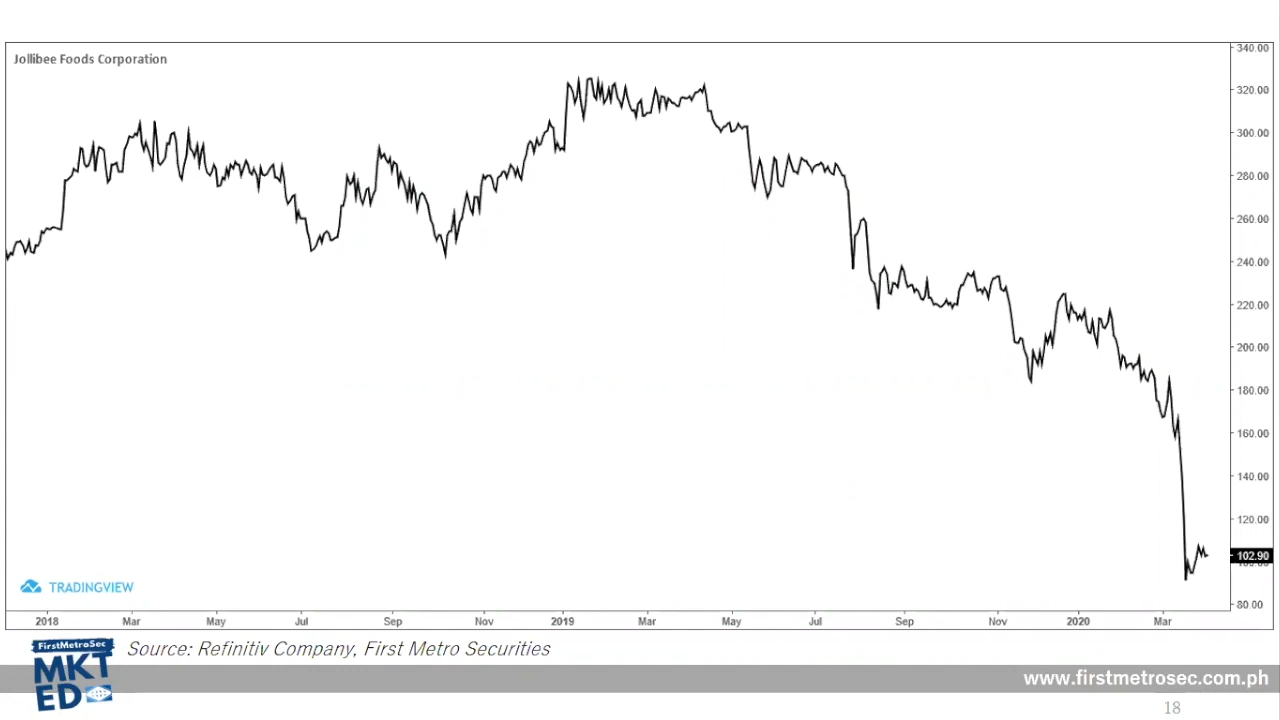 Jollibee Foods Corporation
340.00
320.00
300.00
280.00
260.00
240.00
220.00
200.00
180.00
160.00
140.00
120.00
102.90
80.00
TRADINGVIEW
2018 Mar May Jul Sep Nov 2019 Mar May Jul Sep Nov 2020 Mar
FirstMetroSec
MKT
ED
Source: Refinitiv Company, First Metro Securities
www.firstmetrosec.com.ph
18